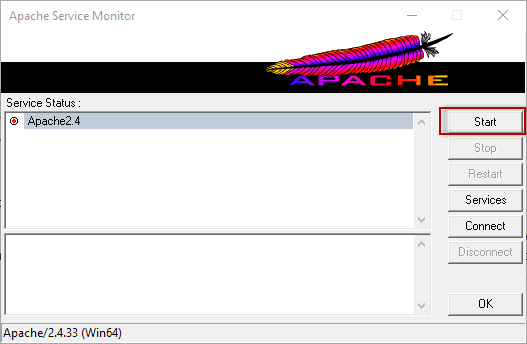 Apache Service Monitor
APACHE
Service Status :
Apache2.4
Start
Stop
Restart
Services
Connect
Disconnect
OK
Apache/2.4.33 (Win64)